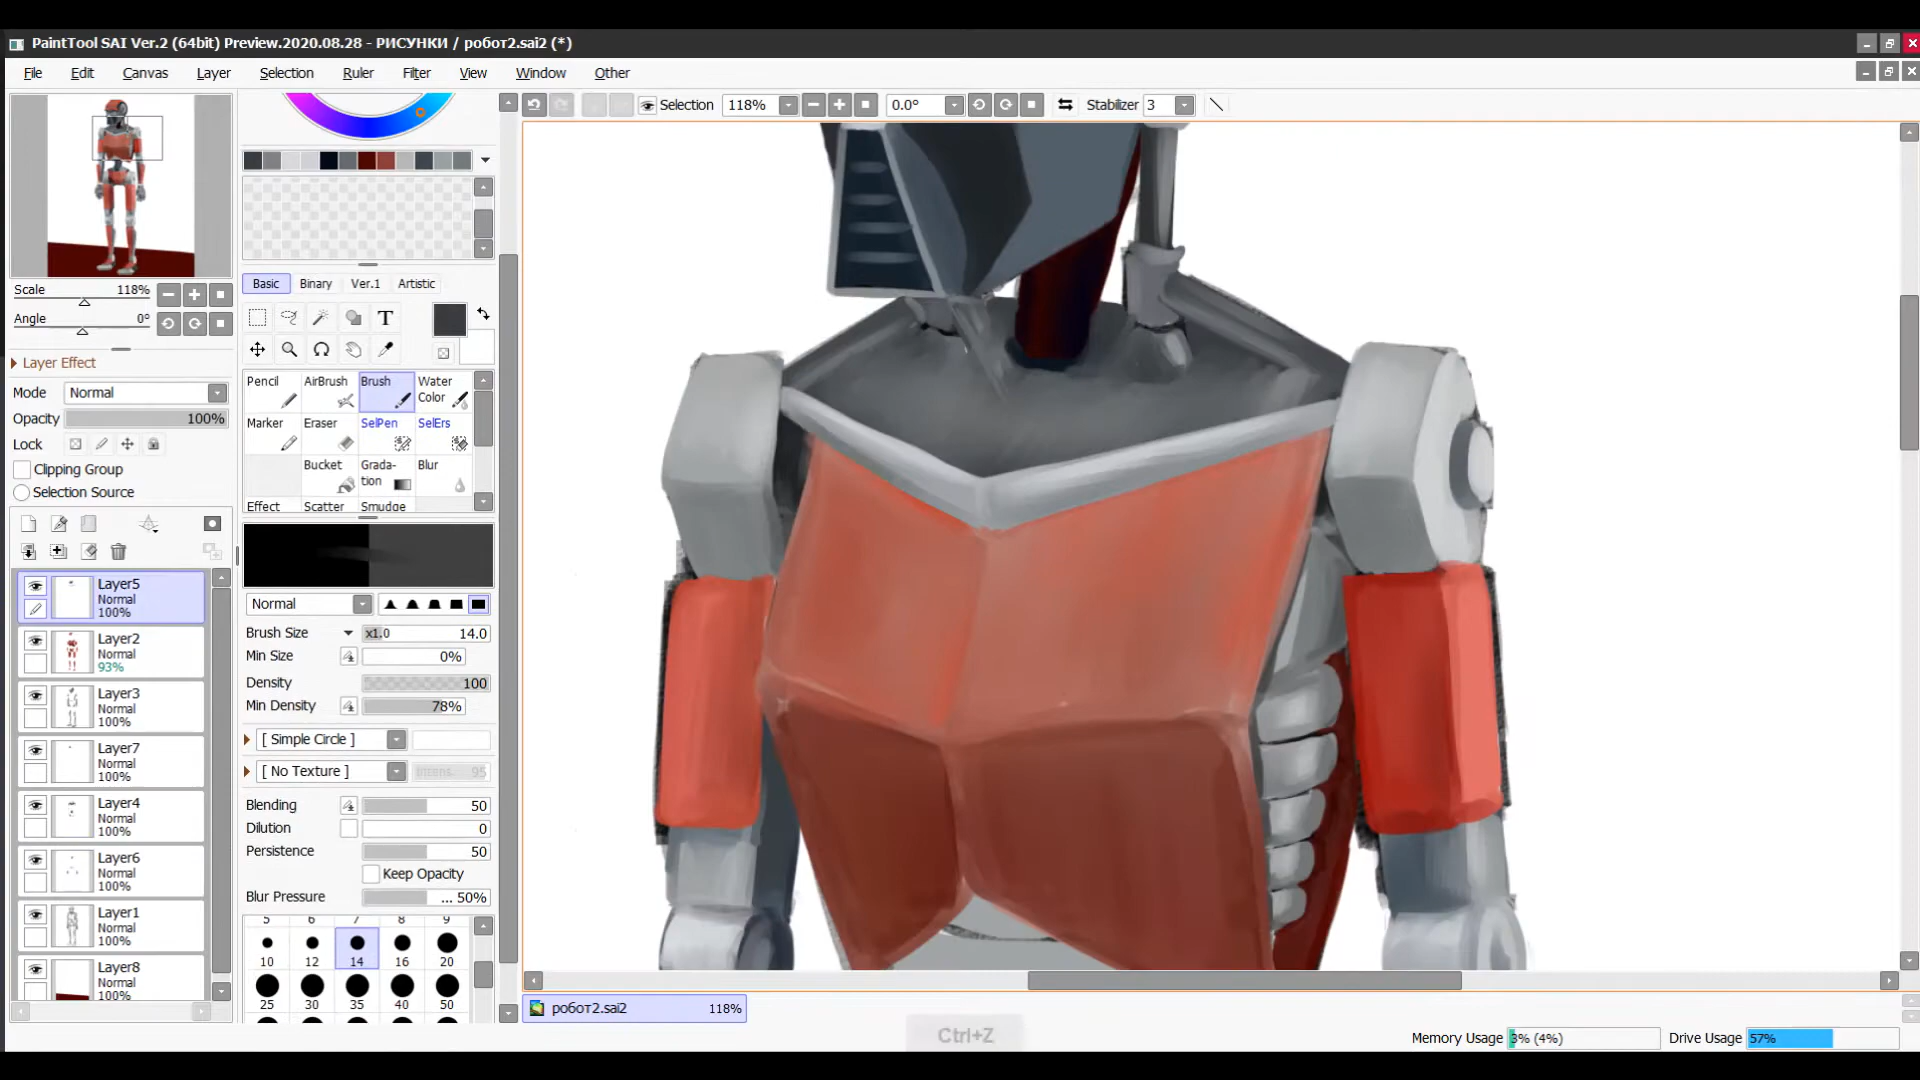 PaintTool SAI Ver.2 (64bit) Preview.2020.08.28 - РИСУНКИ / робот2.sai2 (*)
File Edit Canvas Layer Selection Ruler Filter View Window Other
Selection 118% 0.0° Stabilizer 3
Scale 118%
Angle 0°
Layer Effect
Mode Normal
Opacity 100%
Lock
Clipping Group
Selection Source
Layer5
Normal
100%
Layer2
Normal
93%
Layer3
Normal
100%
Layer7
Normal
100%
Layer4
Normal
100%
Layer6
Normal
100%
Layer1
Normal
100%
Layer8
Normal
100%
Basic Binary Ver.1 Artistic
T
Pencil AirBrush Brush Water
Color
Marker Eraser SelPen SelErs
Bucket Grada-
tion Blur
Effect Scatter Smudge
Normal
Brush Size x1.0 14.0
Min Size 0%
Density 100
Min Density 78%
[ Simple Circle ]
[ No Texture ] Intens. 95
Blending 50
Dilution 0
Persistence 50
Keep Opacity
Blur Pressure ... 50%
5 6 7 8 9
10 12 14 16 20
25 30 35 40 50
робот2.sai2 118%
Ctrl+Z
Memory Usage 3% (4%) Drive Usage 57%